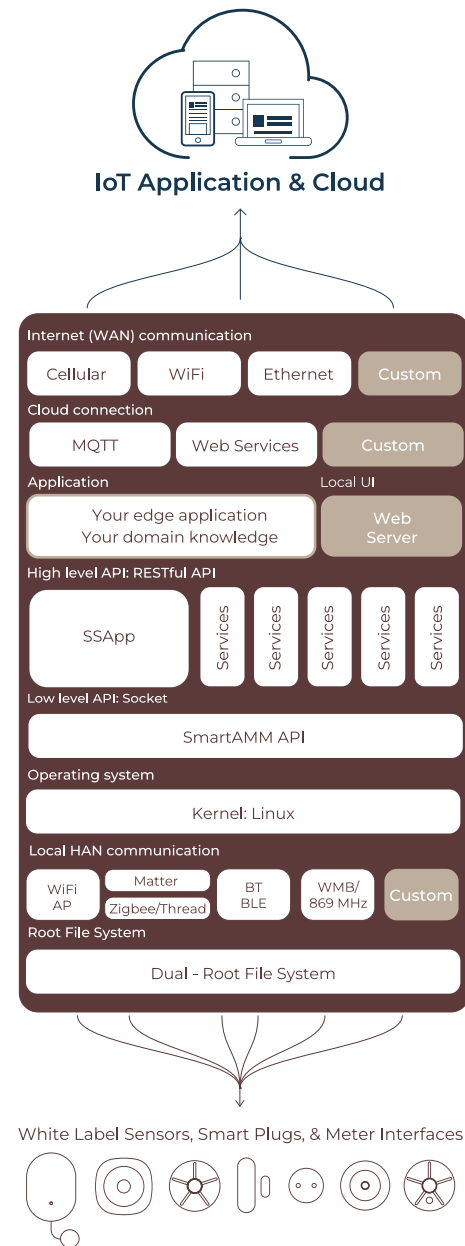 IoT Application & Cloud
Internet (WAN) communication
Cellular
WiFi
Ethernet
Custom
Cloud connection
MQTT
Web Services
Custom
Application
Local UI
Your edge application
Your domain knowledge
Web
Server
High level API: RESTful API
SSApp
Services
Services
Services
Services
Services
Low level API: Socket
SmartAMM API
Operating system
Kernel: Linux
Local HAN communication
WiFi
AP
Matter
Zigbee/Thread
BT
BLE
WMB/
869 MHz
Custom
Root File System
Dual - Root File System
White Label Sensors, Smart Plugs, & Meter Interfaces